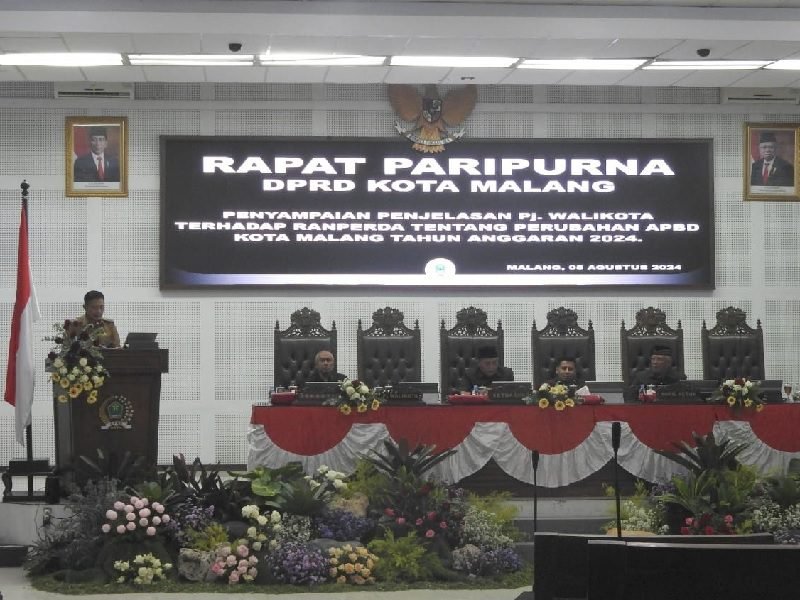 RAPAT PARIPURNA
DPRD KOTA MALANG
PENYAMPAIAN PENJELASAN Pj. WALIKOTA
TERHADAP RANPERDA TENTANG PERUBAHAN APBD
KOTA MALANG TAHUN ANGGARAN 2024.
MALANG, 05 AGUSTUS 2024